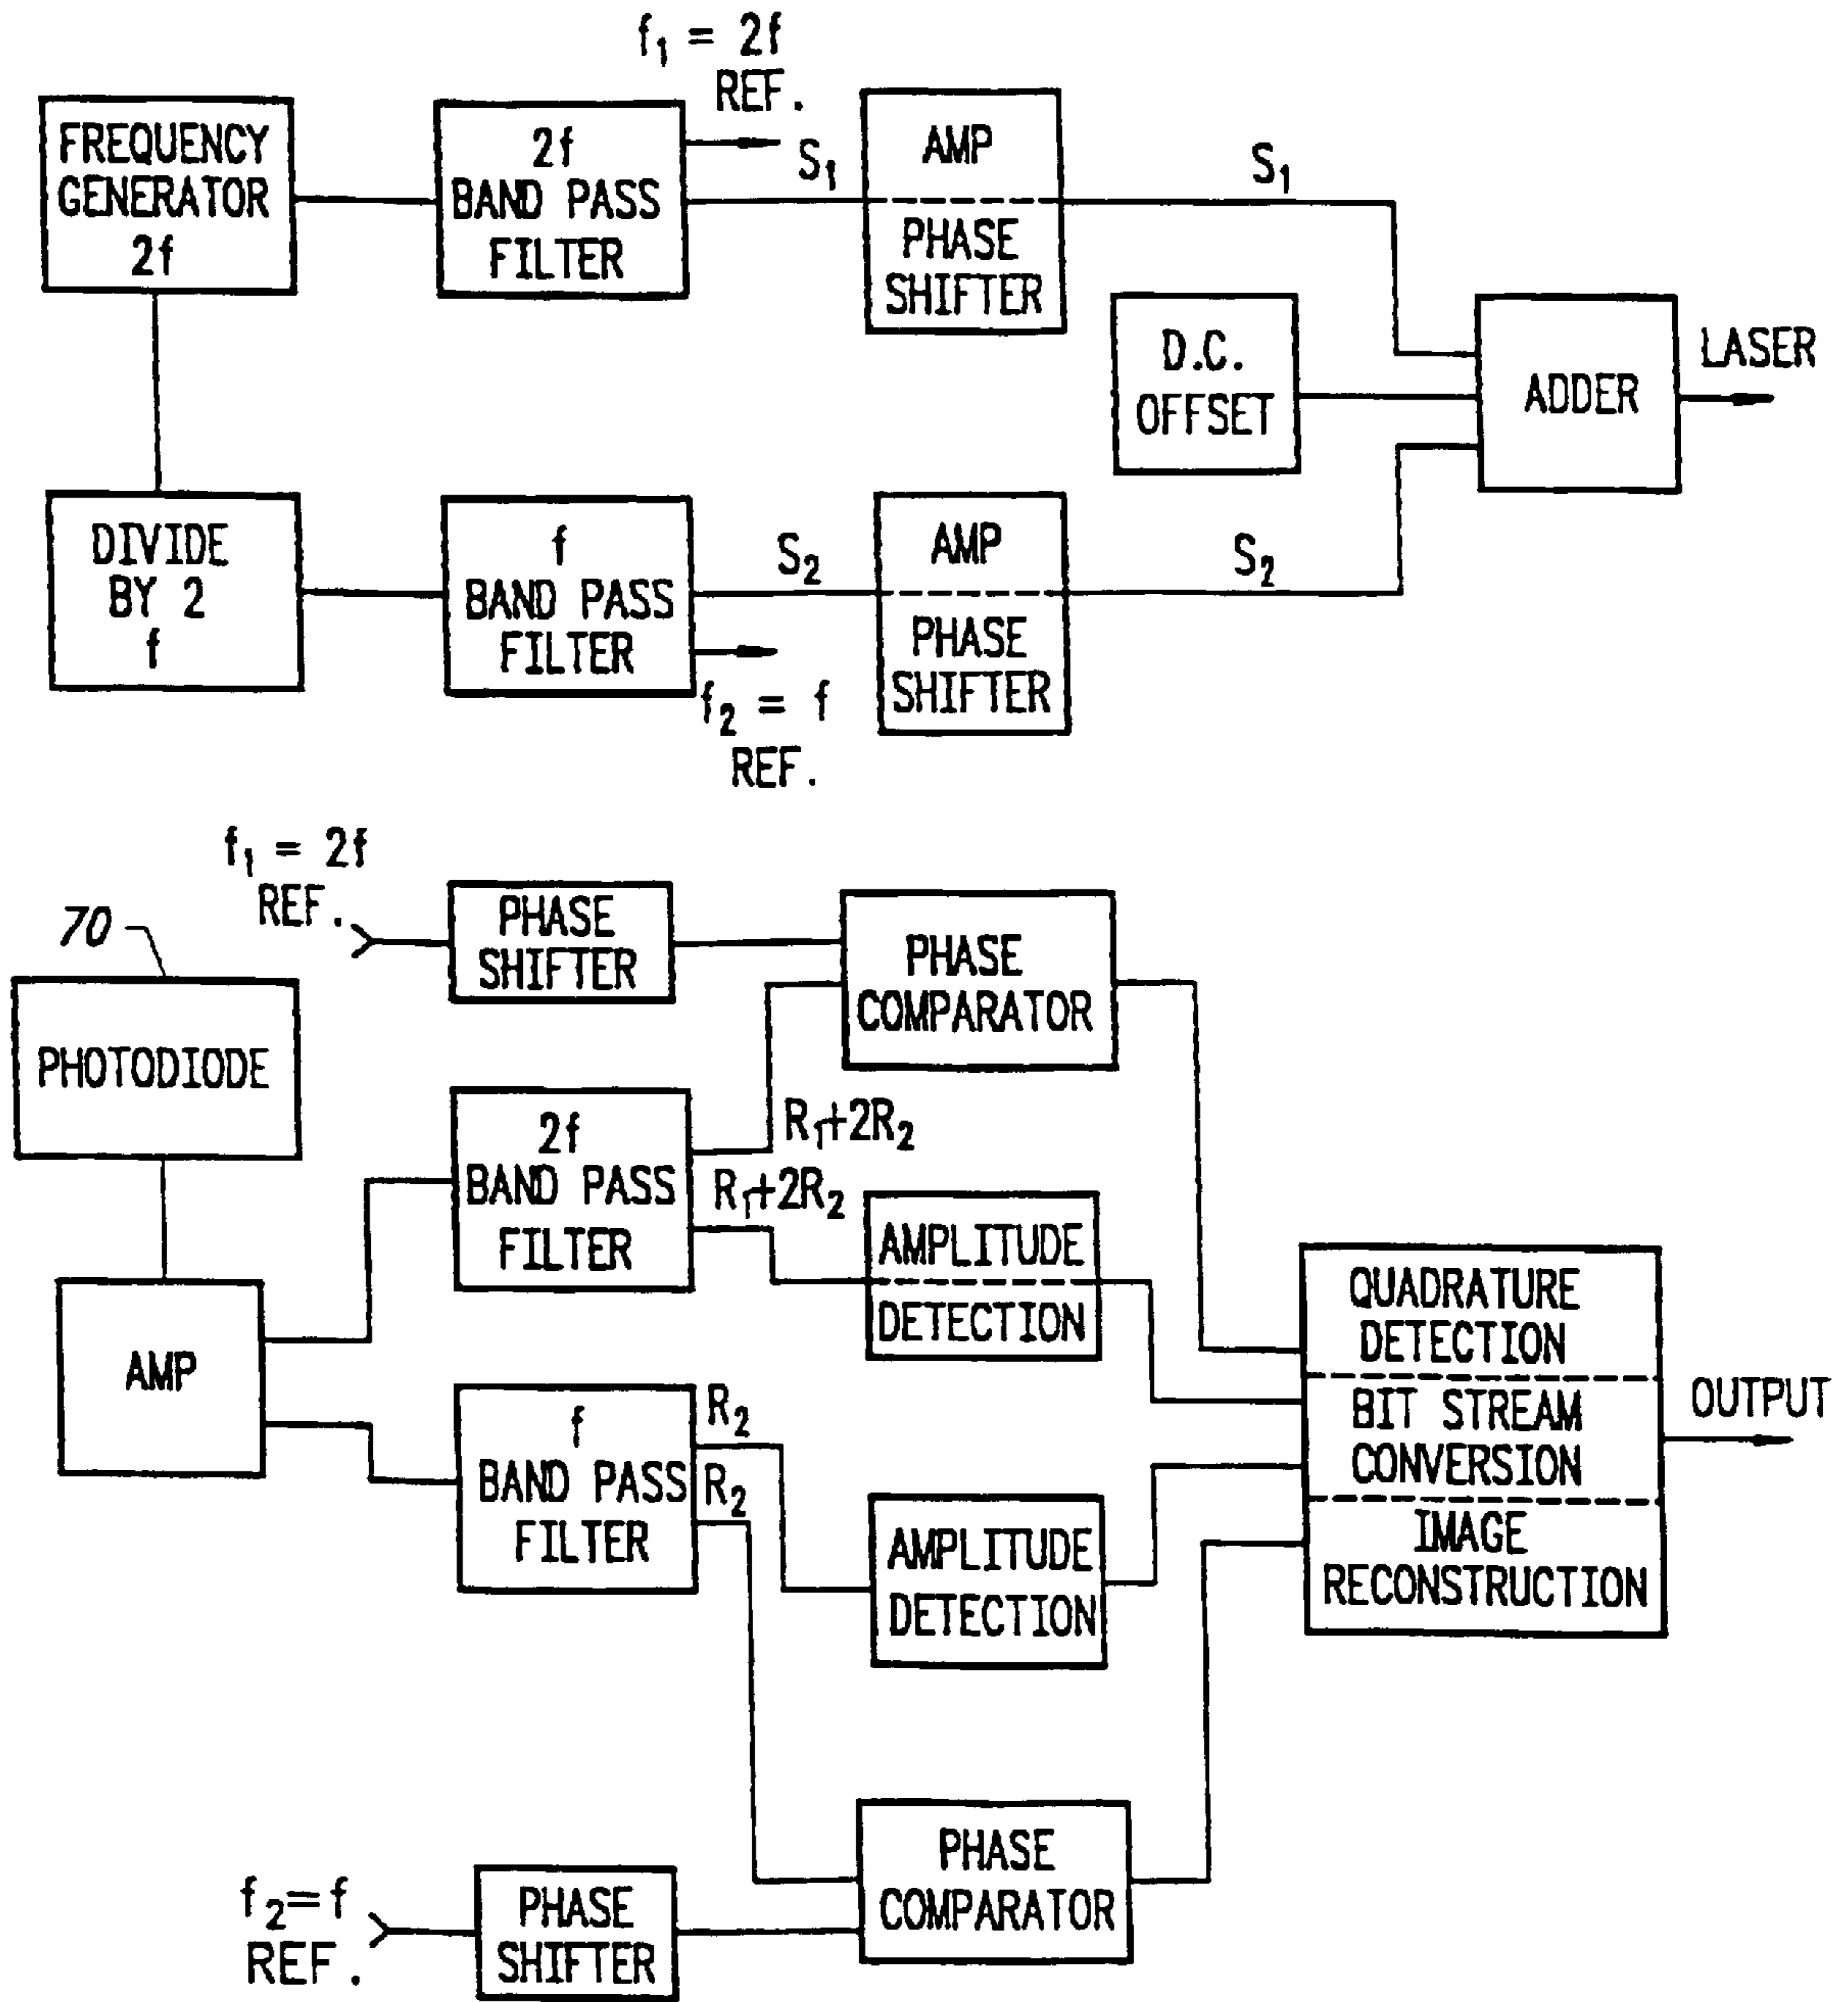 f₁ = 2f
REF.
FREQUENCY
GENERATOR
2f
2f
BAND PASS
FILTER
S₁
AMP
PHASE
SHIFTER
S₁
D.C.
OFFSET
ADDER
LASER
DIVIDE
BY 2
f
f
BAND PASS
FILTER
S₂
AMP
PHASE
SHIFTER
S₂
f₂ = f
REF.
f₁ = 2f
REF.
PHASE
SHIFTER
PHASE
COMPARATOR
70
PHOTODIODE
2f
BAND PASS
FILTER
R₁+2R₂
R₁+2R₂
AMPLITUDE
DETECTION
AMP
QUADRATURE
DETECTION
BIT STREAM
CONVERSION
IMAGE
RECONSTRUCTION
OUTPUT
f
BAND PASS
FILTER
R₂
R₂
AMPLITUDE
DETECTION
PHASE
COMPARATOR
f₂=f
REF.
PHASE
SHIFTER